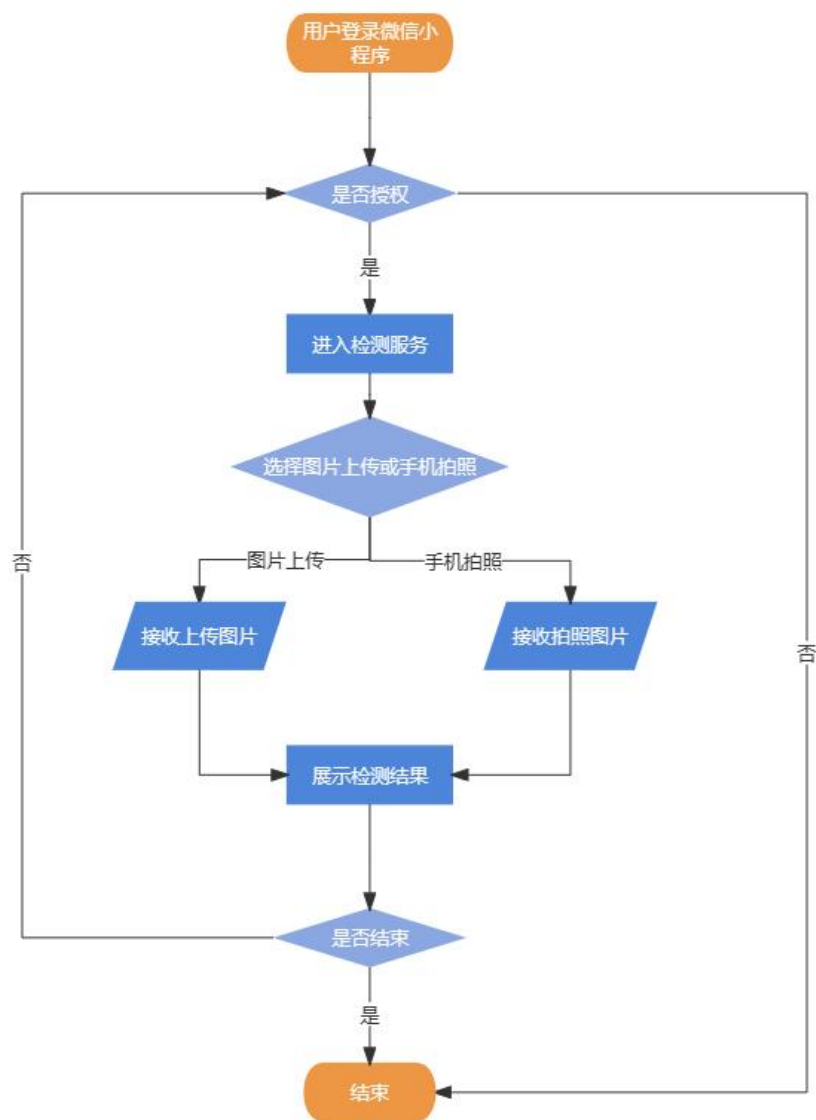 用户登录微信小
程序
是否授权
是
进入检测服务
选择图片上传或手机拍照
否
图片上传
手机拍照
接收上传图片
接收拍照图片
否
展示检测结果
是否结束
是
结束